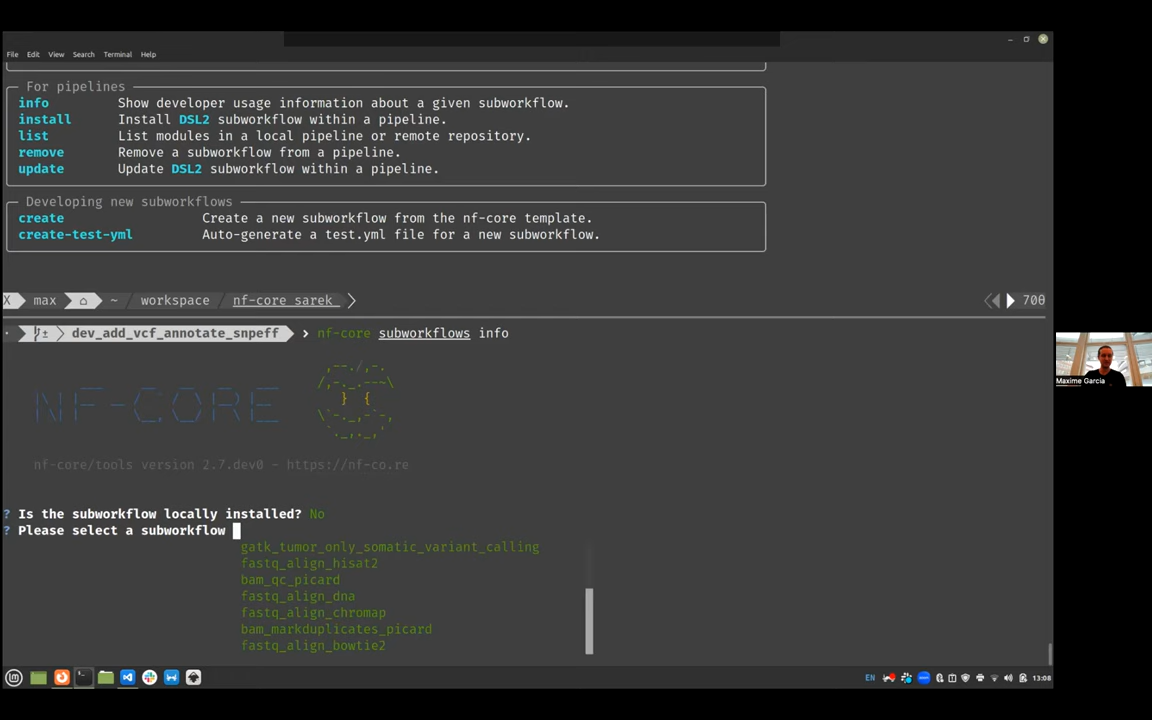 File Edit View Search Terminal Help
For pipelines
info Show developer usage information about a given subworkflow.
install Install DSL2 subworkflow within a pipeline.
list List modules in a local pipeline or remote repository.
remove Remove a subworkflow from a pipeline.
update Update DSL2 subworkflow within a pipeline.
Developing new subworkflows
create Create a new subworkflow from the nf-core template.
create-test-yml Auto-generate a test.yml file for a new subworkflow.
X max ~ workspace nf-core sarek 700
dev_add_vcf_annotate_snpeff nf-core subworkflows info
NF-CORE
nf-core/tools version 2.7.dev0 - https://nf-co.re
? Is the subworkflow locally installed? No
? Please select a subworkflow
gatk_tumor_only_somatic_variant_calling
fastq_align_hisat2
bam_qc_picard
fastq_align_dna
fastq_align_chromap
bam_markduplicates_picard
fastq_align_bowtie2
EN 13:08
Maxime Garcia